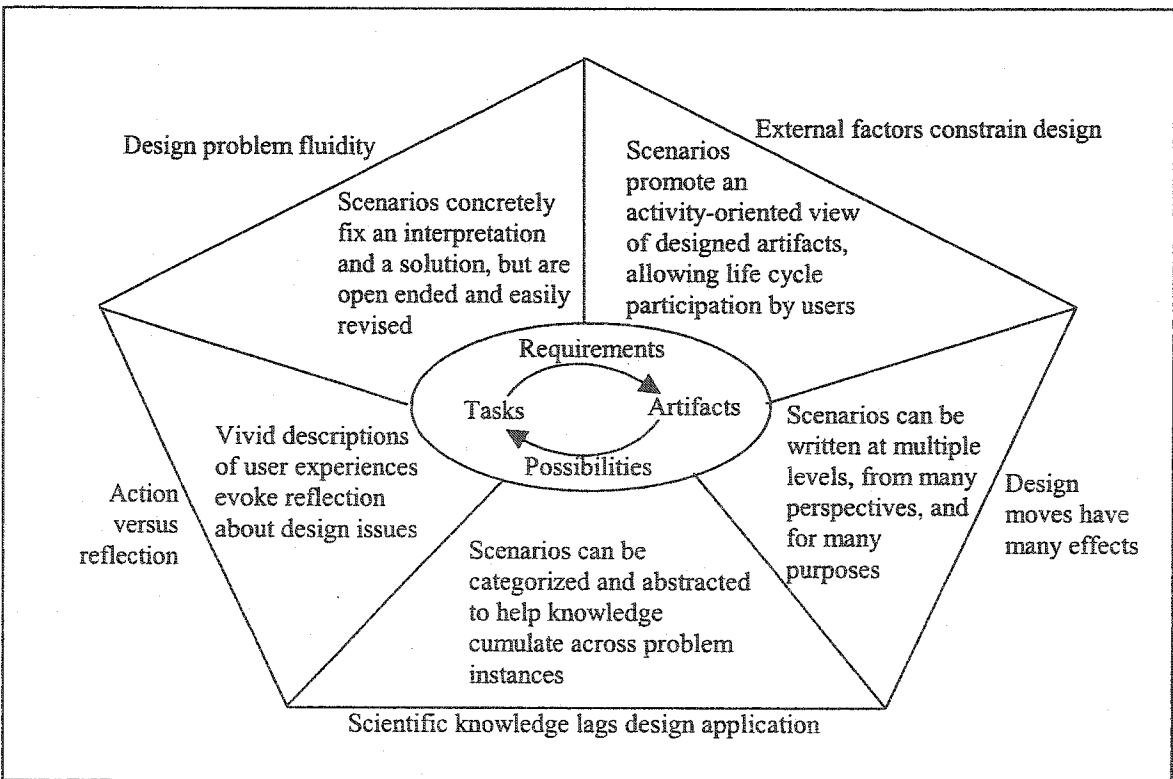 Design problem fluidity
External factors constrain design
Scenarios concretely
fix an interpretation
and a solution, but are
open ended and easily
revised
Scenarios
promote an
activity-oriented view
of designed artifacts,
allowing life cycle
participation by users
Requirements
Tasks
Artifacts
Possibilities
Vivid descriptions
of user experiences
evoke reflection
about design issues
Scenarios can be
written at multiple
levels, from many
perspectives, and
for many
purposes
Action
versus
reflection
Design
moves have
many effects
Scenarios can be
categorized and abstracted
to help knowledge
cumulate across problem
instances
Scientific knowledge lags design application